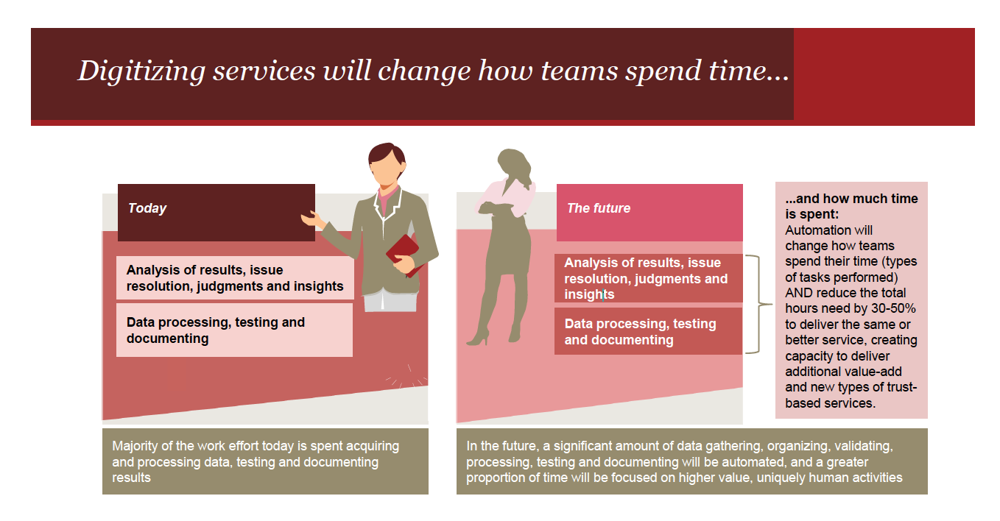 Digitizing services will change how teams spend time...
Today
Analysis of results, issue
resolution, judgments and insights
Data processing, testing and
documenting
Majority of the work effort today is spent acquiring
and processing data, testing and documenting
results
The future
Analysis of results, issue
resolution, judgments and
insights
Data processing, testing
and documenting
In the future, a significant amount of data gathering, organizing, validating,
processing, testing and documenting will be automated, and a greater
proportion of time will be focused on higher value, uniquely human activities
...and how much time
is spent:
Automation will
change how teams
spend their time (types
of tasks performed)
AND reduce the total
hours need by 30-50%
to deliver the same or
better service, creating
capacity to deliver
additional value-add
and new types of trust-
based services.